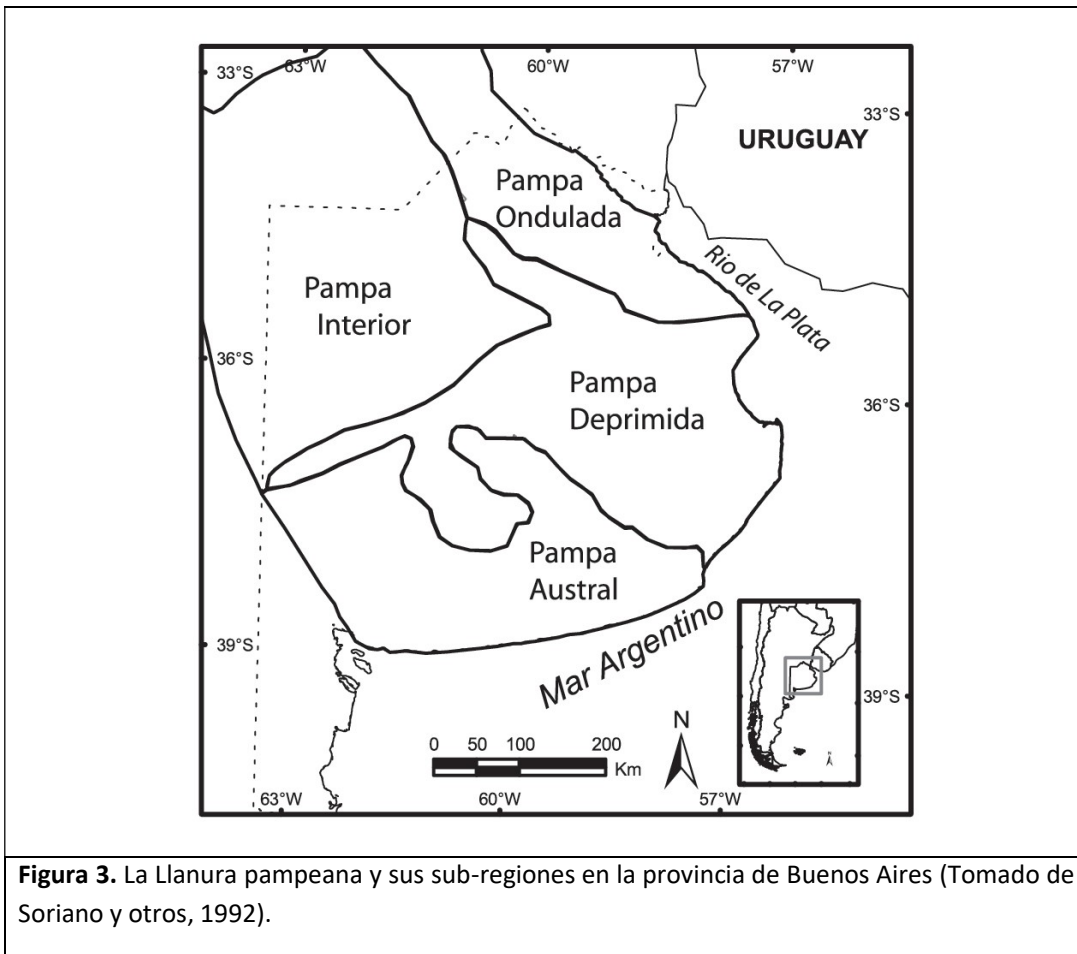 63°W
60°W
57°W
33°S
33°S
URUGUAY
Pampa
Ondulada
Rio de La Plata
Pampa
Interior
36°S
Pampa
Deprimida
36°S
Pampa
Austral
39°S
Mar Argentino
39°S
N
0 50 100 200
Km
63°W
60°W
57°W
Figura 3. La Llanura pampeana y sus sub-regiones en la provincia de Buenos Aires (Tomado de
Soriano y otros, 1992).